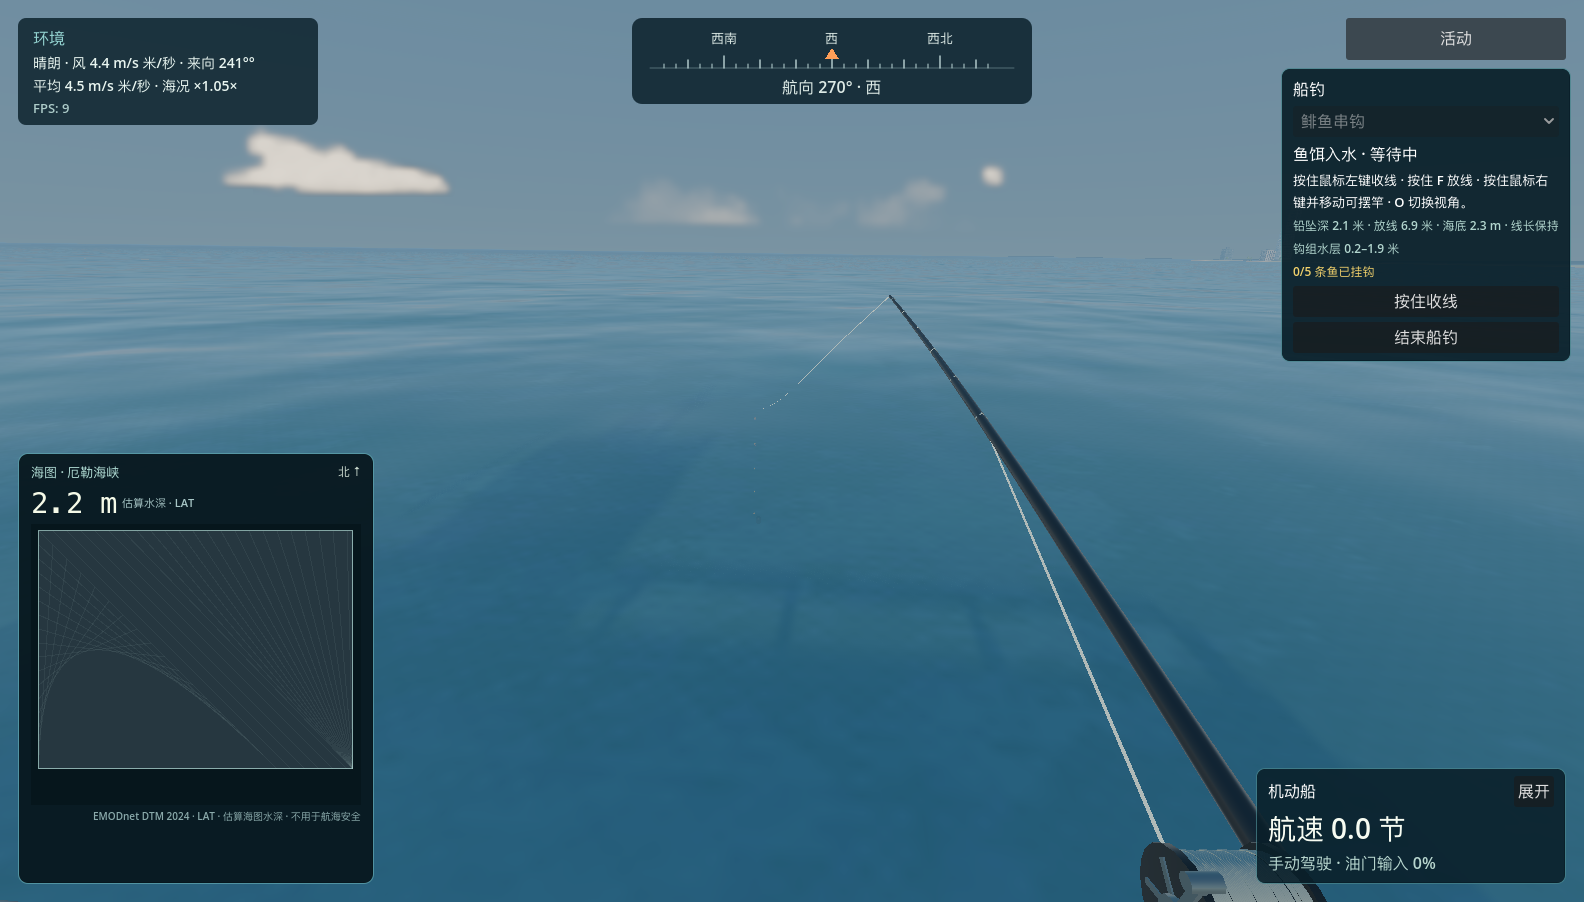 环境
晴朗 · 风 4.4 m/s 米/秒 · 来向 241°°
平均 4.5 m/s 米/秒 · 海况 ×1.05×
FPS: 9
西南 西 西北
航向 270° · 西
活动
船钓
鲱鱼串钩
鱼饵入水 · 等待中
按住鼠标左键收线 · 按住 F 放线 · 按住鼠标右
键并移动可摆竿 · O 切换视角。
铅坠深 2.1 米 · 放线 6.9 米 · 海底 2.3 m · 线长保持
钩组水层 0.2–1.9 米
0/5 条鱼已挂钩
按住收线
结束船钓
海图 · 厄勒海峡 北 ↑
2.2 m 估算水深 · LAT
EMODnet DTM 2024 · LAT · 估算海图水深 · 不用于航海安全
机动船 展开
航速 0.0 节
手动驾驶 · 油门输入 0%